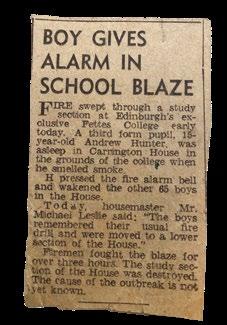 BOY GIVES
ALARM IN
SCHOOL BLAZE
FIRE swept through a study
section at Edinburgh's ex-
clusive Fettes College early
today. A third form pupil, 15-
year-old Andrew Hunter, was
asleep in Carrington House in
the grounds of the college when
he smelled smoke.
H pressed the fire alarm bell
and wakened the other 65 boys
in the House.
Today, housemaster Mr.
Michael Leslie said: "The boys
remembered their usual fire
drill and were moved to a lower
section of the House."
Firemen fought the blaze for
over three hours. The study sec-
tion of the House was destroyed.
The cause of the outbreak is not
yet known.